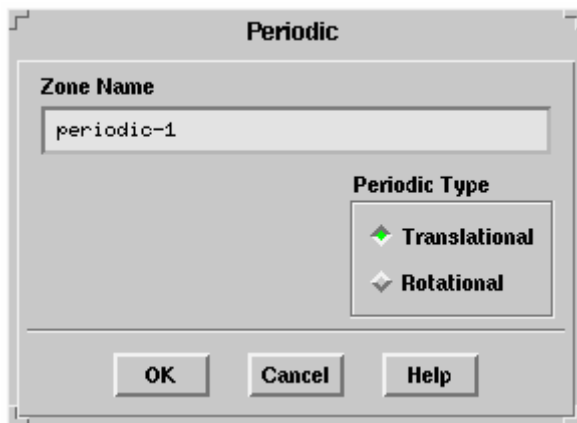 Periodic
Zone Name
periodic-1
Periodic Type
Translational
Rotational
OK Cancel Help